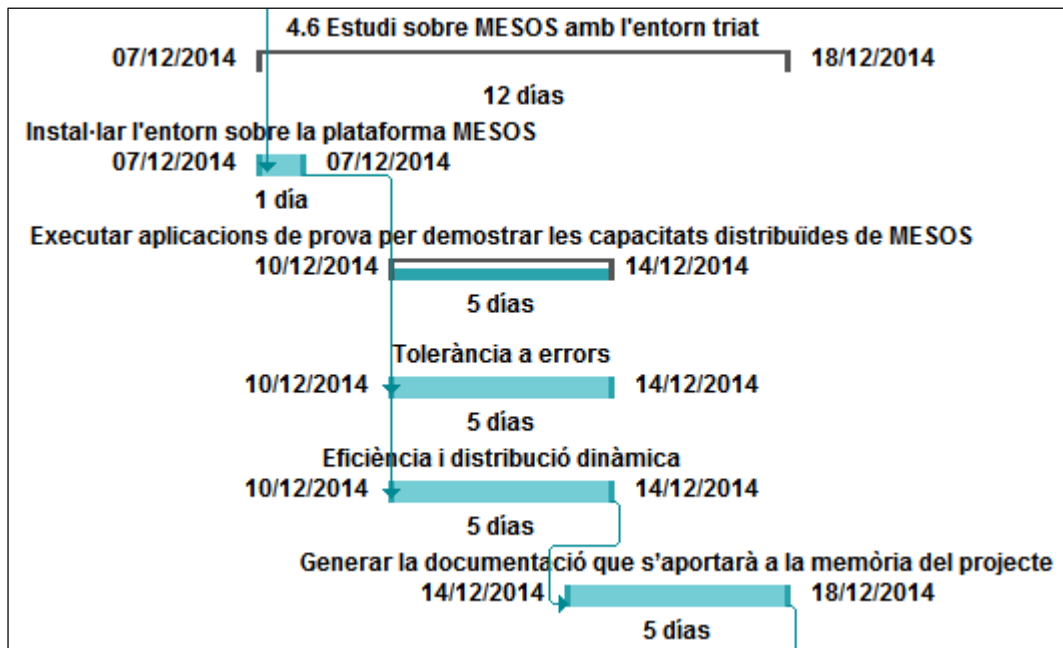 4.6 Estudi sobre MESOS amb l'entorn triat
07/12/2014 18/12/2014
12 días
Instal·lar l'entorn sobre la plataforma MESOS
07/12/2014 07/12/2014
1 día
Executar aplicacions de prova per demostrar les capacitats distribuïdes de MESOS
10/12/2014 14/12/2014
5 días
Tolerància a errors
10/12/2014 14/12/2014
5 días
Eficiència i distribució dinàmica
10/12/2014 14/12/2014
5 días
Generar la documentació que s'aportarà a la memòria del projecte
14/12/2014 18/12/2014
5 días